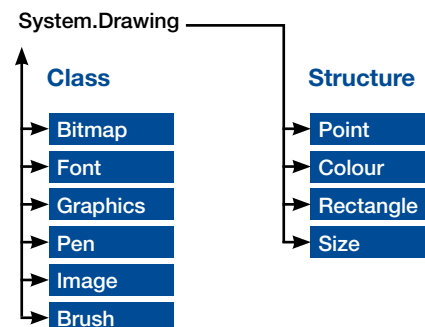 System.Drawing
Class
Bitmap
Font
Graphics
Pen
Image
Brush
Structure
Point
Colour
Rectangle
Size